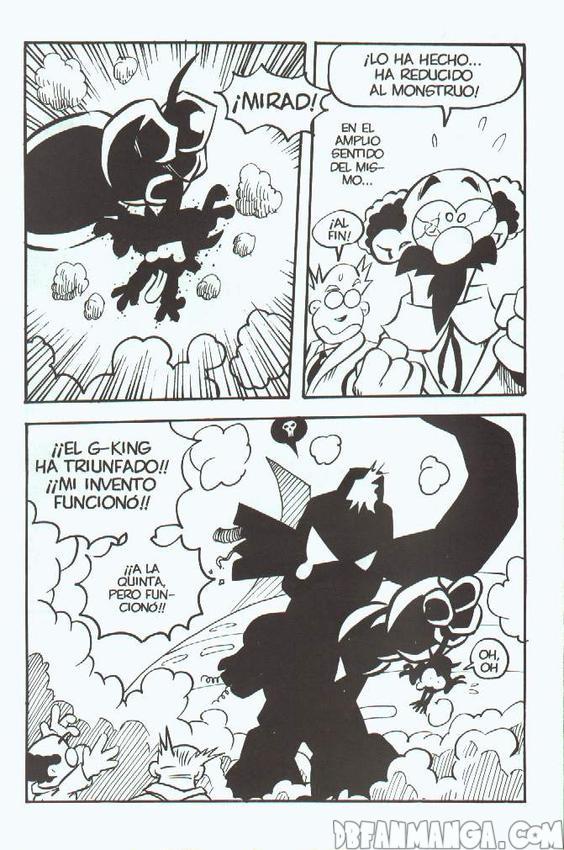 ¡MIRAD!
¡LO HA HECHO...
HA REDUCIDO
AL MONSTRUO!
EN EL
AMPLIO
SENTIDO
DEL MIS-
MO...
¡AL
FIN!
¡¡EL G-KING
HA TRIUNFADO!!
¡¡MI INVENTO
FUNCIONÓ!!
¡¡A LA
QUINTA,
PERO FUN-
CIONÓ!!
OH,
OH
DBFANMANGA.COM